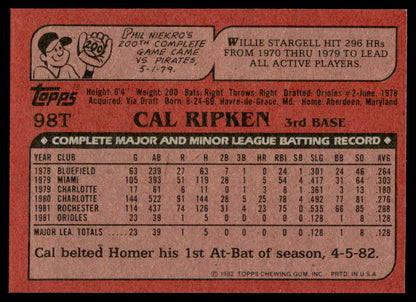 PHIL NIEKRO'S
200TH COMPLETE
GAME CAME
VS. PIRATES,
5-1-79.
200
WILLIE STARGELL HIT 296 HRs
FROM 1970 THRU 1979 TO LEAD
ALL ACTIVE PLAYERS.
Topps
Height: 6'4" Weight: 200 Bats: Right Throws: Right Drafted: Orioles #2-June, 1978
Acquired: Via Draft Born: 8-24-60, Havre-de-Grace, Md. Home: Aberdeen, Maryland
98T CAL RIPKEN 3rd BASE
COMPLETE MAJOR AND MINOR LEAGUE BATTING RECORD
YEAR CLUB G AB R H 2B 3B HR RBI SB SLG BB SO AVG
1978 BLUEFIELD 63 239 27 63 7 1 0 24 1 .301 24 46 .264
1979 MIAMI 105 393 51 119 28 1 5 54 4 .417 31 64 .303
1979 CHARLOTTE 17 61 6 11 0 1 3 8 1 .360 3 13 .180
1980 CHARLOTTE 144 522 91 144 28 5 25 78 4 .492 77 81 .276
1981 ROCHESTER 114 437 74 126 31 4 23 75 0 .535 66 85 .288
1981 ORIOLES 23 39 1 5 0 0 0 0 0 .128 1 8 .128
MAJOR LEA. TOTALS 23 39 1 5 0 0 0 0 0 .128 1 8 .128
Cal belted Homer his 1st At-Bat of season, 4-5-82.
© 1982 TOPPS CHEWING GUM, INC. PRTD. IN U.S.A.